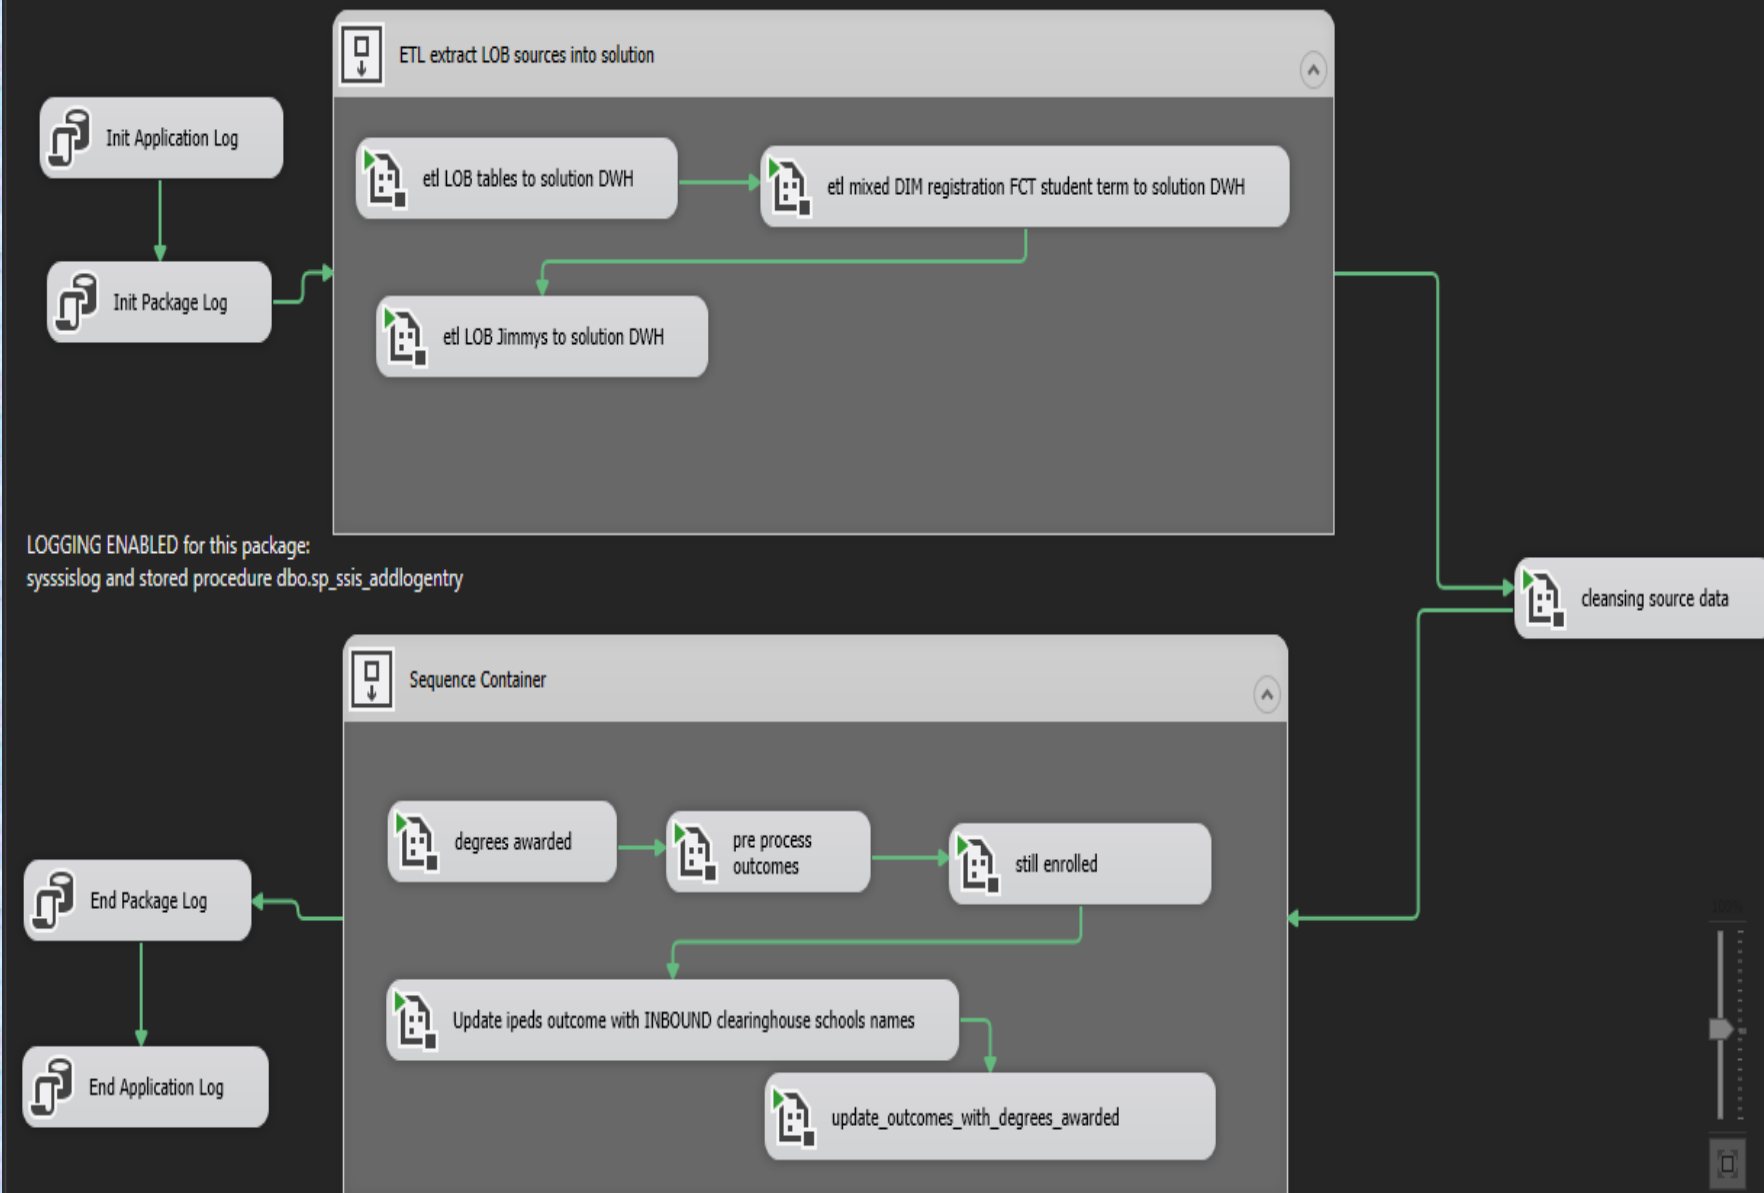 ETL extract LOB sources into solution
Init Application Log
etl LOB tables to solution DWH
etl mixed DIM registration FCT student term to solution DWH
Init Package Log
etl LOB Jimmys to solution DWH
LOGGING ENABLED for this package:
sysssislog and stored procedure dbo.sp_ssis_addlogentry
cleansing source data
Sequence Container
degrees awarded
pre process
outcomes
still enrolled
End Package Log
100%
Update ipeds outcome with INBOUND clearinghouse schools names
End Application Log
update_outcomes_with_degrees_awarded